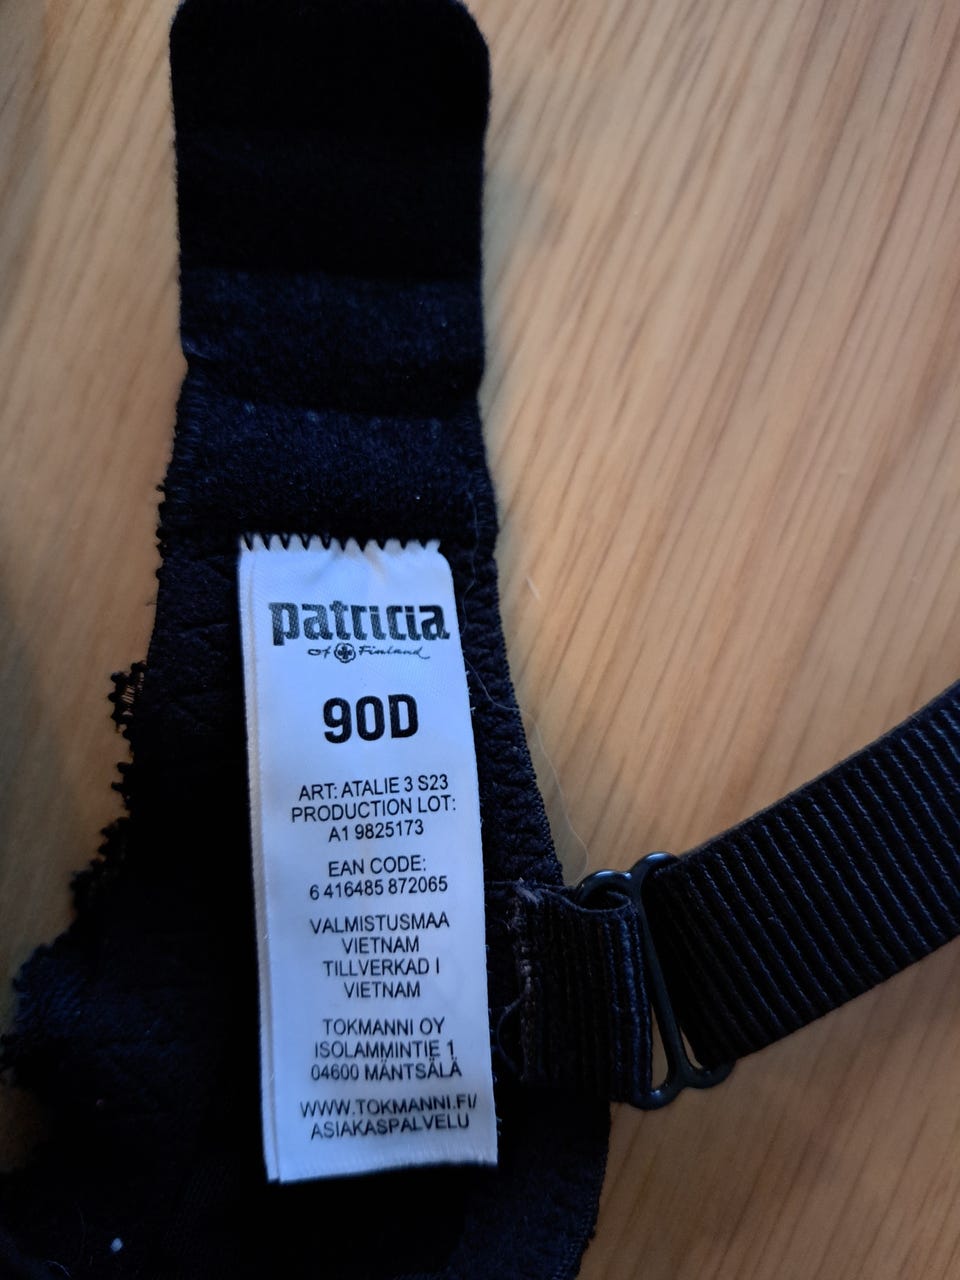 patricia
of Finland
90D
ART: ATALIE 3 S23
PRODUCTION LOT:
A1 9825173
EAN CODE:
6 416485 872065
VALMISTUSMAA
VIETNAM
TILLVERKAD I
VIETNAM
TOKMANNI OY
ISOLAMMINTIE 1
04600 MÄNTSÄLÄ
WWW.TOKMANNI.FI/
ASIAKASPALVELU